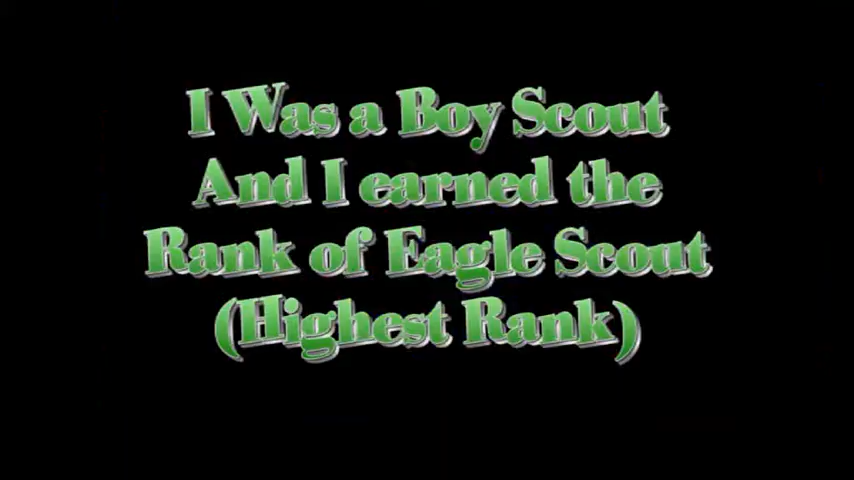 I Was a Boy Scout
And I earned the
Rank of Eagle Scout
(Highest Rank)